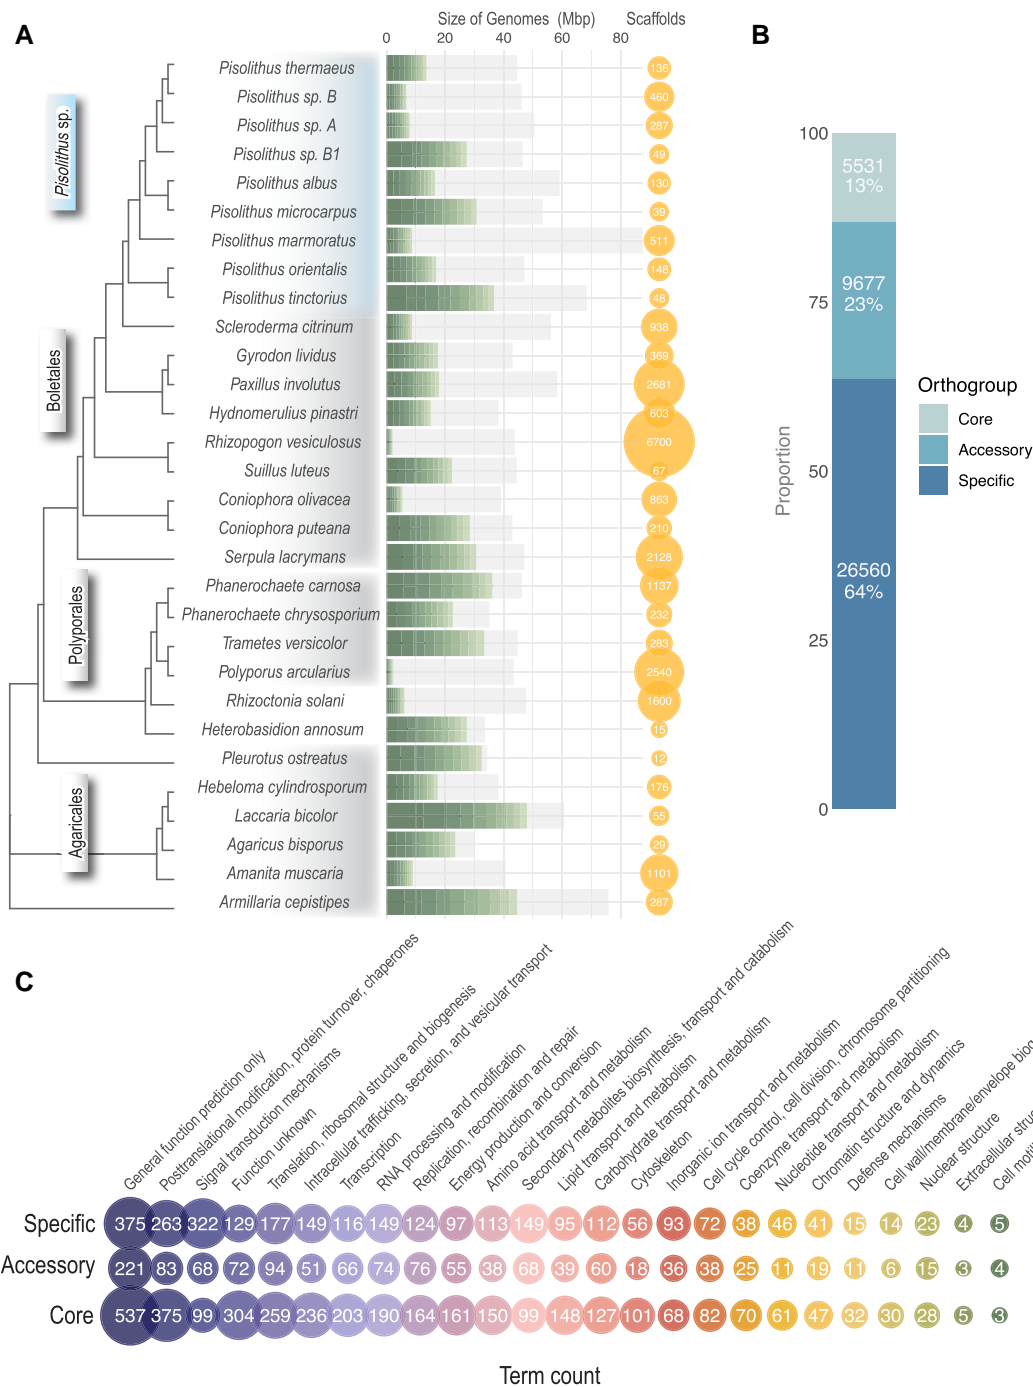 A
Size of Genomes (Mbp)
Scaffolds
0 20 40 60 80
Pisolithus sp.
Boletales
Polyporales
Agaricales
Pisolithus thermaeus 136
Pisolithus sp. B 460
Pisolithus sp. A 287
Pisolithus sp. B1 49
Pisolithus albus 130
Pisolithus microcarpus 39
Pisolithus marmoratus 511
Pisolithus orientalis 148
Pisolithus tinctorius 48
Scleroderma citrinum 938
Gyrodon lividus 369
Paxillus involutus 2681
Hydnomerulius pinastri 603
Rhizopogon vesiculosus 6700
Suillus luteus 67
Coniophora olivacea 863
Coniophora puteana 210
Serpula lacrymans 2128
Phanerochaete carnosa 1137
Phanerochaete chrysosporium 232
Trametes versicolor 283
Polyporus arcularius 2540
Rhizoctonia solani 1600
Heterobasidion annosum 15
Pleurotus ostreatus 12
Hebeloma cylindrosporum 176
Laccaria bicolor 55
Agaricus bisporus 29
Amanita muscaria 1101
Armillaria cepistipes 287
B
Proportion
100
75
50
25
0
5531
13%
9677
23%
26560
64%
Orthogroup
Core
Accessory
Specific
C
General function prediction only
Posttranslational modification, protein turnover, chaperones
Signal transduction mechanisms
Function unknown
Translation, ribosomal structure and biogenesis
Intracellular trafficking, secretion, and vesicular transport
Transcription
RNA processing and modification
Replication, recombination and repair
Energy production and conversion
Amino acid transport and metabolism
Secondary metabolites biosynthesis, transport and catabolism
Lipid transport and metabolism
Carbohydrate transport and metabolism
Cytoskeleton
Inorganic ion transport and metabolism
Cell cycle control, cell division, chromosome partitioning
Coenzyme transport and metabolism
Nucleotide transport and metabolism
Chromatin structure and dynamics
Defense mechanisms
Cell wall/membrane/envelope bio
Nuclear structure
Extracellular struc
Cell moti
Specific 375 263 322 129 177 149 116 149 124 97 113 149 95 112 56 93 72 38 46 41 15 14 23 4 5
Accessory 221 83 68 72 94 51 66 74 76 55 38 68 39 60 18 36 38 25 11 19 11 6 15 3 4
Core 537 375 99 304 259 236 203 190 164 161 150 99 148 127 101 68 82 70 61 47 32 30 28 5 3
Term count